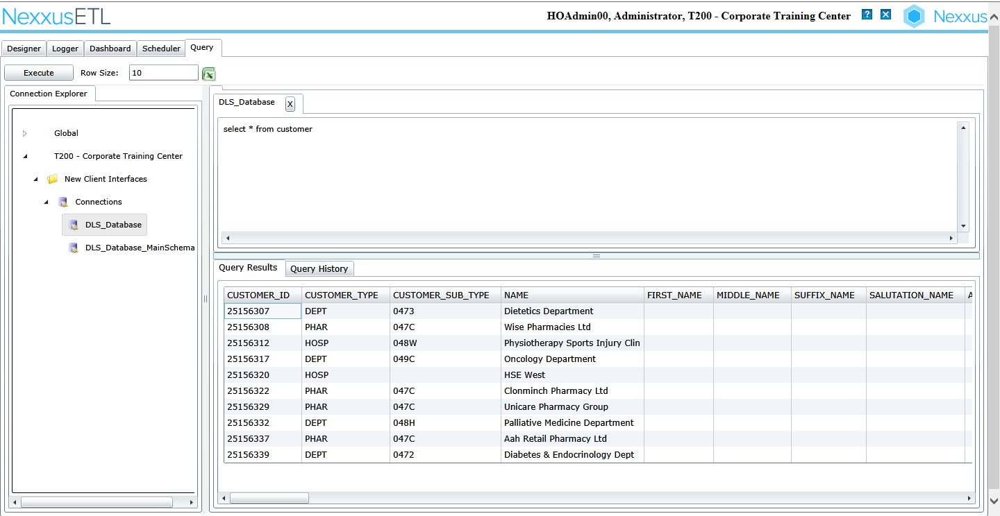 NexxusETL
HOAdmin00, Administrator, T200 - Corporate Training Center ? X Nexxus
Designer Logger Dashboard Scheduler Query
Execute Row Size: 10
Connection Explorer
Global
T200 - Corporate Training Center
New Client Interfaces
Connections
DLS_Database
DLS_Database_MainSchema
DLS_Database X
select * from customer
Query Results Query History
CUSTOMER_ID CUSTOMER_TYPE CUSTOMER_SUB_TYPE NAME FIRST_NAME MIDDLE_NAME SUFFIX_NAME SALUTATION_NAME A
25156307 DEPT 0473 Dietetics Department
25156308 PHAR 047C Wise Pharmacies Ltd
25156312 HOSP 048W Physiotherapy Sports Injury Clin
25156317 DEPT 049C Oncology Department
25156320 HOSP HSE West
25156322 PHAR 047C Clonminch Pharmacy Ltd
25156329 PHAR 047C Unicare Pharmacy Group
25156332 DEPT 048H Palliative Medicine Department
25156337 PHAR 047C Aah Retail Pharmacy Ltd
25156339 DEPT 0472 Diabetes & Endocrinology Dept